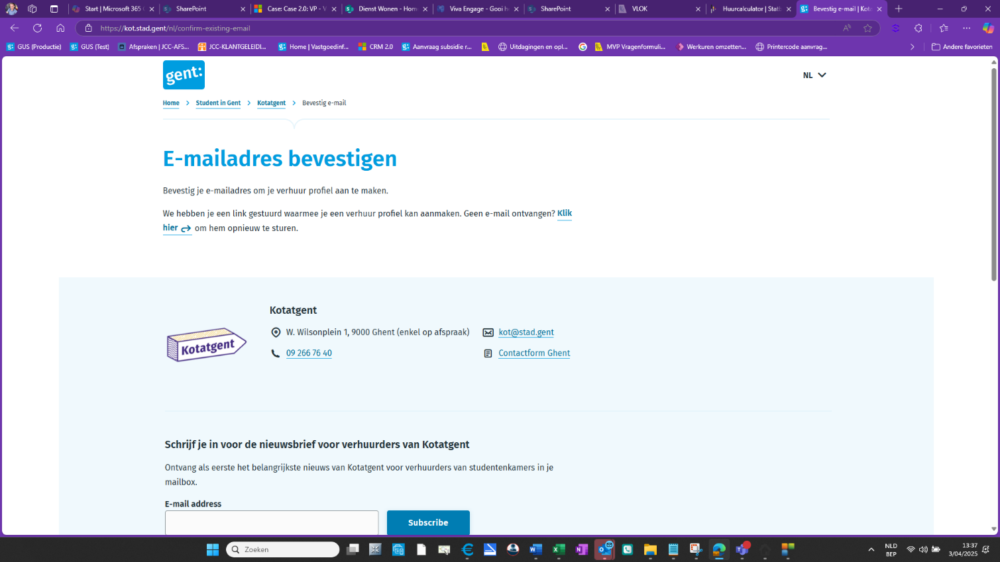 Start | Microsoft 365
SharePoint
Case: Case 2.0: VP - V
Dienst Wonen - Hom
Viva Engage - Gooi h
SharePoint
VLOK
Huurcalculator | Statb
Bevestig e-mail | Kota
https://kot.stad.gent/nl/confirm-existing-email
GUS (Productie)
GUS (Test)
Afspraken | JCC-AFS...
JCC-KLANTGELEIDI...
Home | Vastgoedinf...
CRM 2.0
Aanvraag subsidie r...
Uitdagingen en opl...
MVP Vragenformuli...
Werkuren omzetten...
Printercode aanvrag...
Andere favorieten
gent:
NL
Home
Student in Gent
Kotatgent
Bevestig e-mail
E-mailadres bevestigen
Bevestig je e-mailadres om je verhuur profiel aan te maken.
We hebben je een link gestuurd waarmee je een verhuur profiel kan aanmaken. Geen e-mail ontvangen? Klik
hier om hem opnieuw te sturen.
Kotatgent
Kotatgent
W. Wilsonplein 1, 9000 Ghent (enkel op afspraak)
kot@stad.gent
09 266 76 40
Contactform Ghent
Schrijf je in voor de nieuwsbrief voor verhuurders van Kotatgent
Ontvang als eerste het belangrijkste nieuws van Kotatgent voor verhuurders van studentenkamers in je
mailbox.
E-mail address
Subscribe
Zoeken
NLD
BEP
13:37
3/04/2025